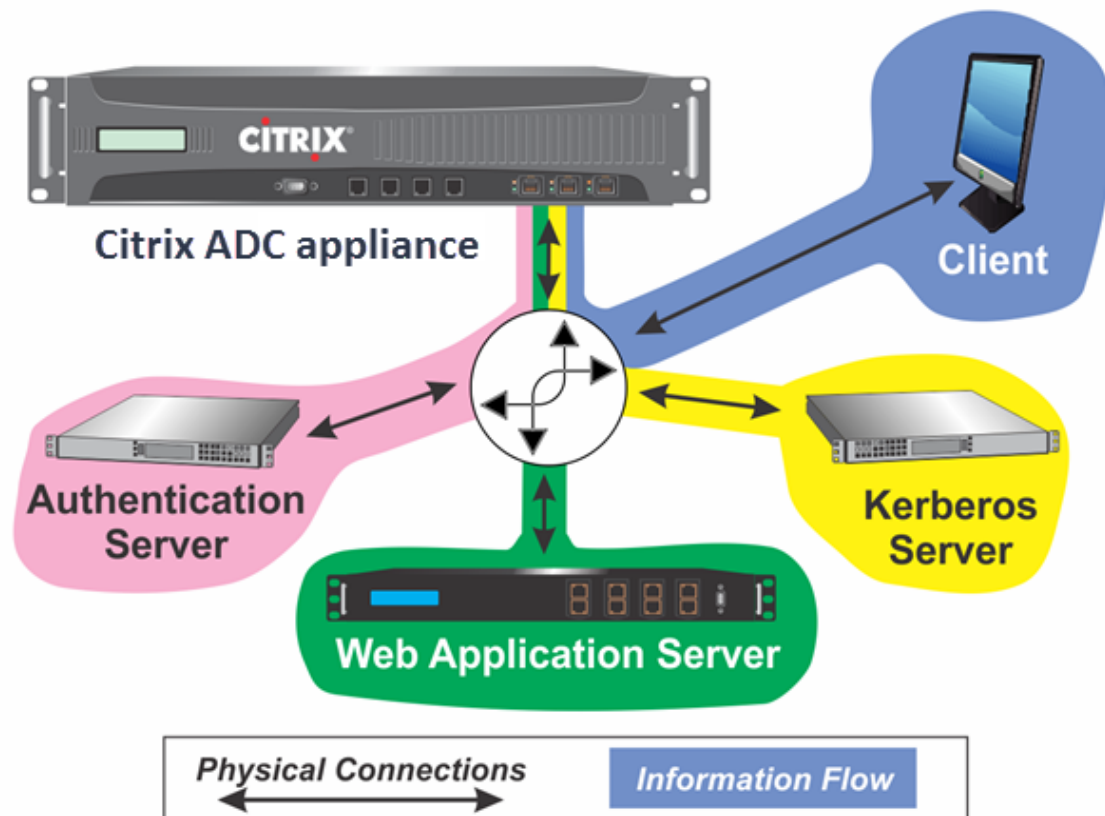 CITRIX®
Citrix ADC appliance
Client
Authentication
Server
Kerberos
Server
Web Application Server
Physical Connections
Information Flow